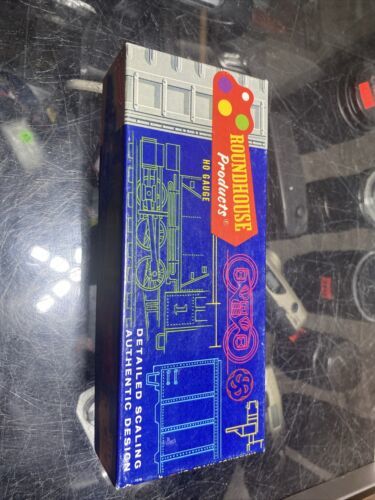 ROUNDHOUSE
Products
HO GAUGE
DETAILED SCALING
AUTHENTIC DESIGN